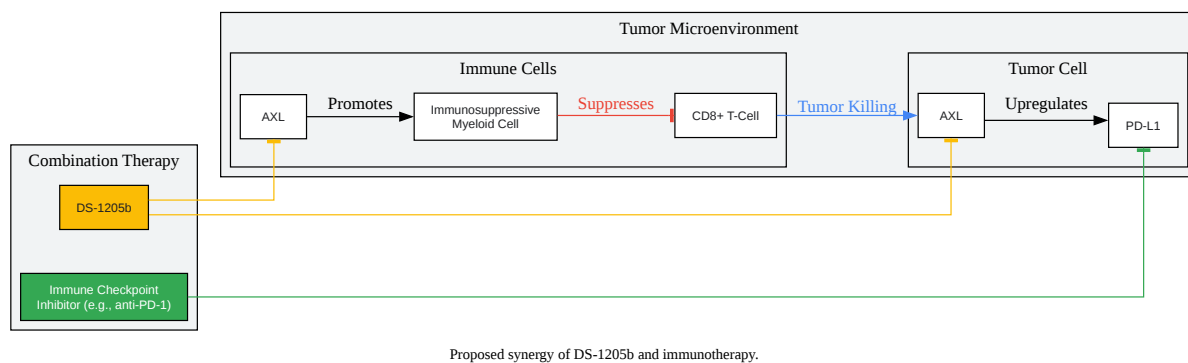 Tumor Microenvironment
Immune Cells
Tumor Cell
AXL
Promotes
Immunosuppressive
Myeloid Cell
Suppresses
CD8+ T-Cell
Tumor Killing
AXL
Upregulates
PD-L1
Combination Therapy
DS-1205b
Immune Checkpoint
Inhibitor (e.g., anti-PD-1)
Proposed synergy of DS-1205b and immunotherapy.